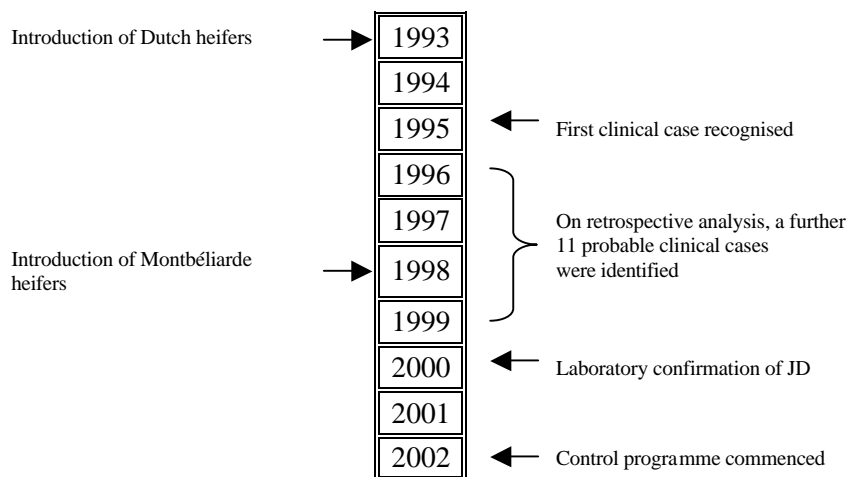 Introduction of Dutch heifers
1993
1994
1995
First clinical case recognised
1996
1997
On retrospective analysis, a further
11 probable clinical cases
were identified
Introduction of Montbéliarde
heifers
1998
1999
2000
Laboratory confirmation of JD
2001
2002
Control programme commenced